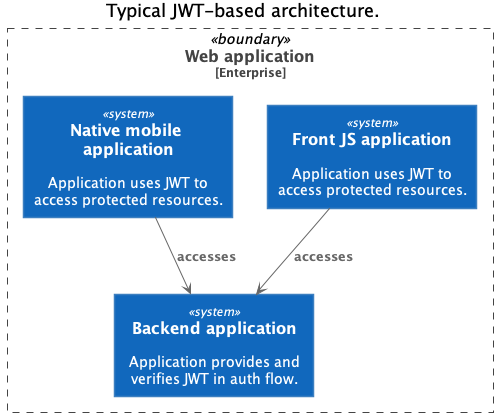 Typical JWT-based architecture.
«boundary»
Web application
[Enterprise]
«system»
Native mobile
application
Application uses JWT to
access protected resources.
«system»
Front JS application
Application uses JWT to
access protected resources.
accesses
accesses
«system»
Backend application
Application provides and
verifies JWT in auth flow.